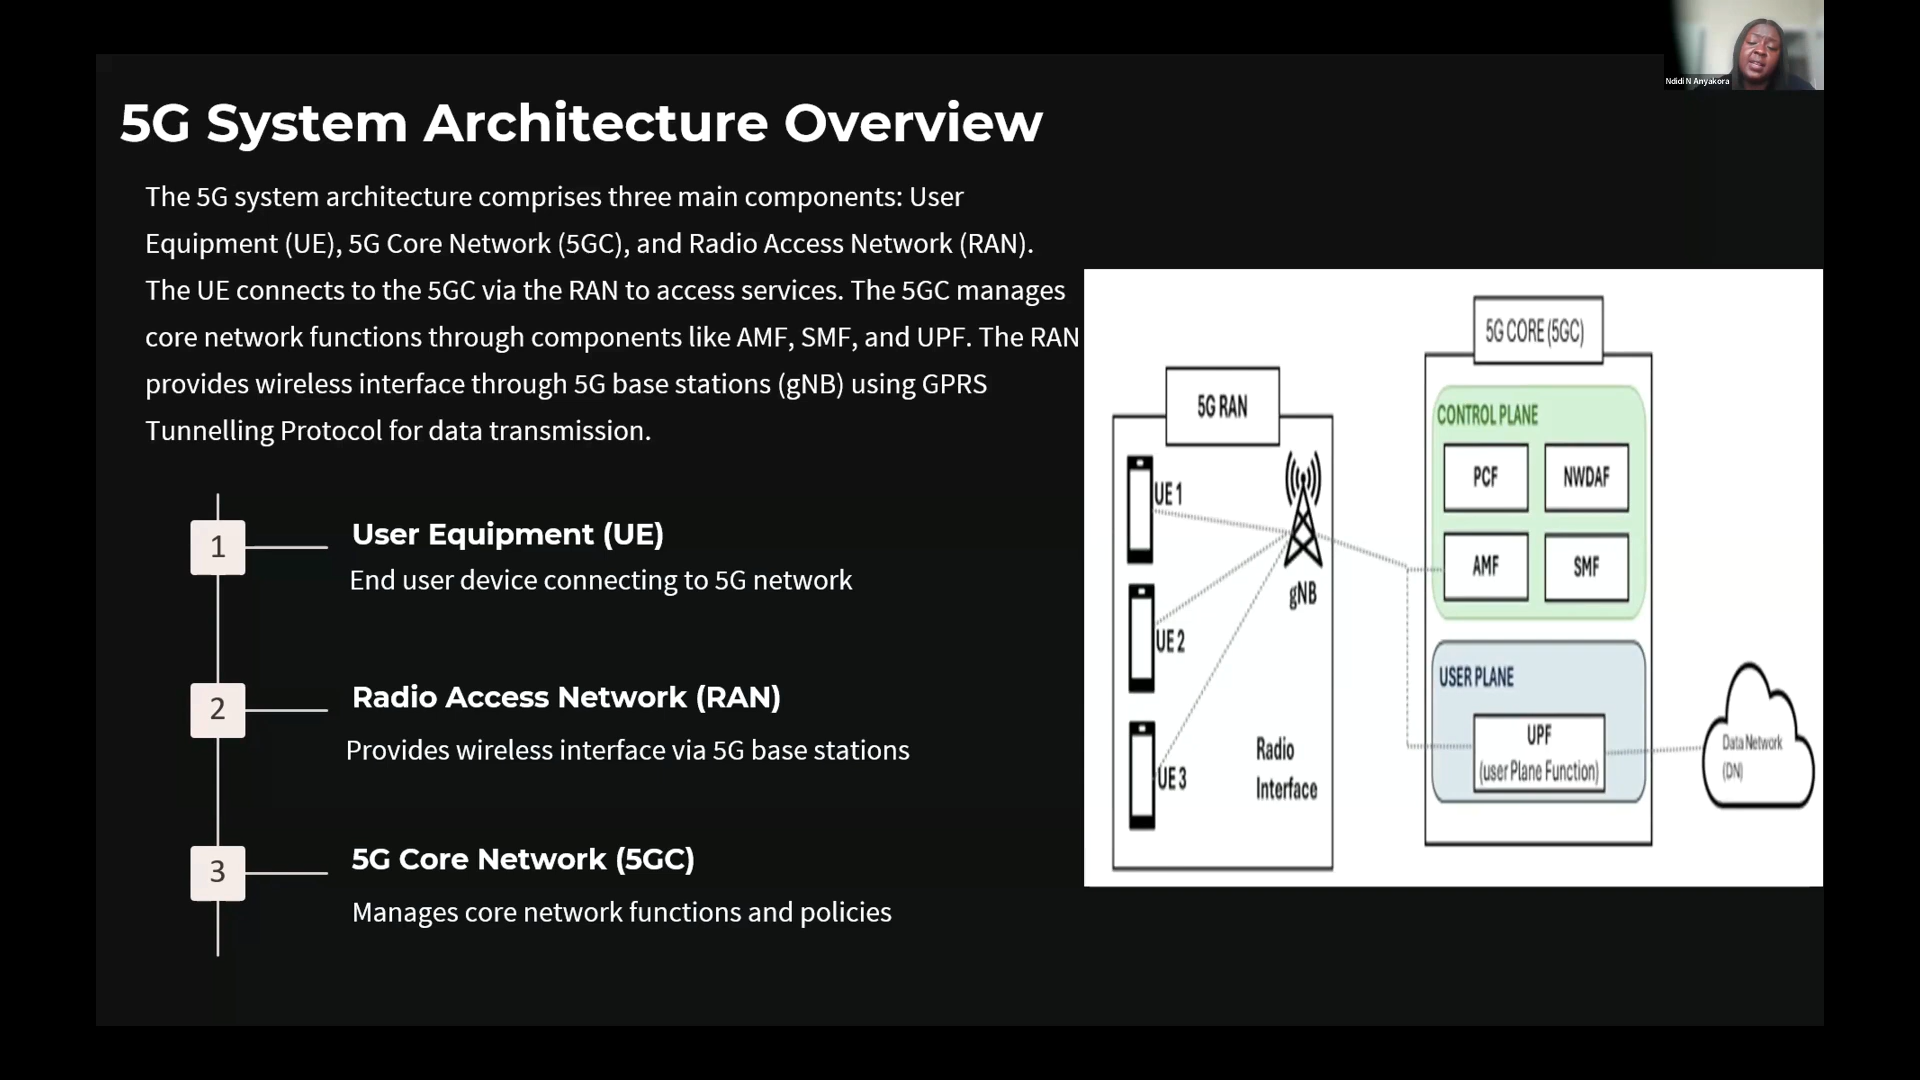 Ndidi N Anyakora
5G System Architecture Overview
The 5G system architecture comprises three main components: User
Equipment (UE), 5G Core Network (5GC), and Radio Access Network (RAN).
The UE connects to the 5GC via the RAN to access services. The 5GC manages
core network functions through components like AMF, SMF, and UPF. The RAN
provides wireless interface through 5G base stations (gNB) using GPRS
Tunnelling Protocol for data transmission.
1
User Equipment (UE)
End user device connecting to 5G network
2
Radio Access Network (RAN)
Provides wireless interface via 5G base stations
3
5G Core Network (5GC)
Manages core network functions and policies
5G RAN
UE 1
UE 2
UE 3
gNB
Radio
Interface
5G CORE (5GC)
CONTROL PLANE
PCF
NWDAF
AMF
SMF
USER PLANE
UPF
(user Plane Function)
Data Network
(DN)